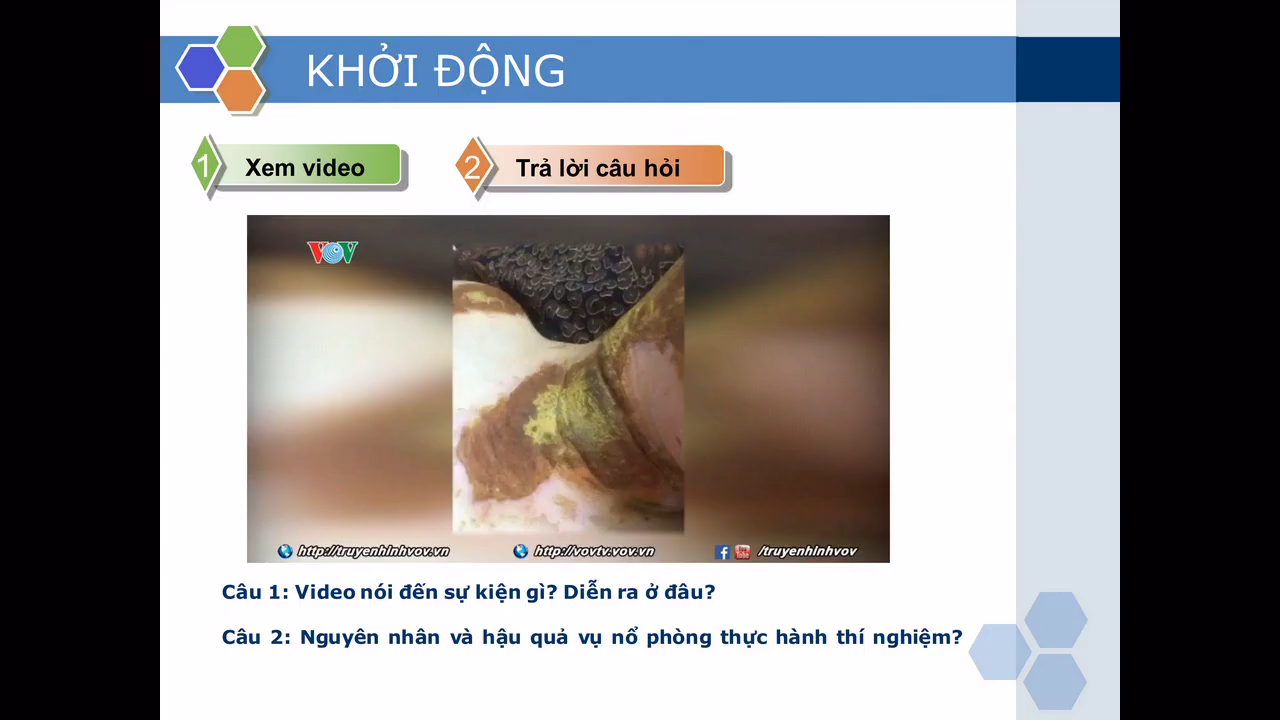 KHỞI ĐỘNG
1 Xem video
2 Trả lời câu hỏi
VOV
http://truyenhinhvov.vn http://vovtv.vov.vn /truyenhinhvov
Câu 1: Video nói đến sự kiện gì? Diễn ra ở đâu?
Câu 2: Nguyên nhân và hậu quả vụ nổ phòng thực hành thí nghiệm?